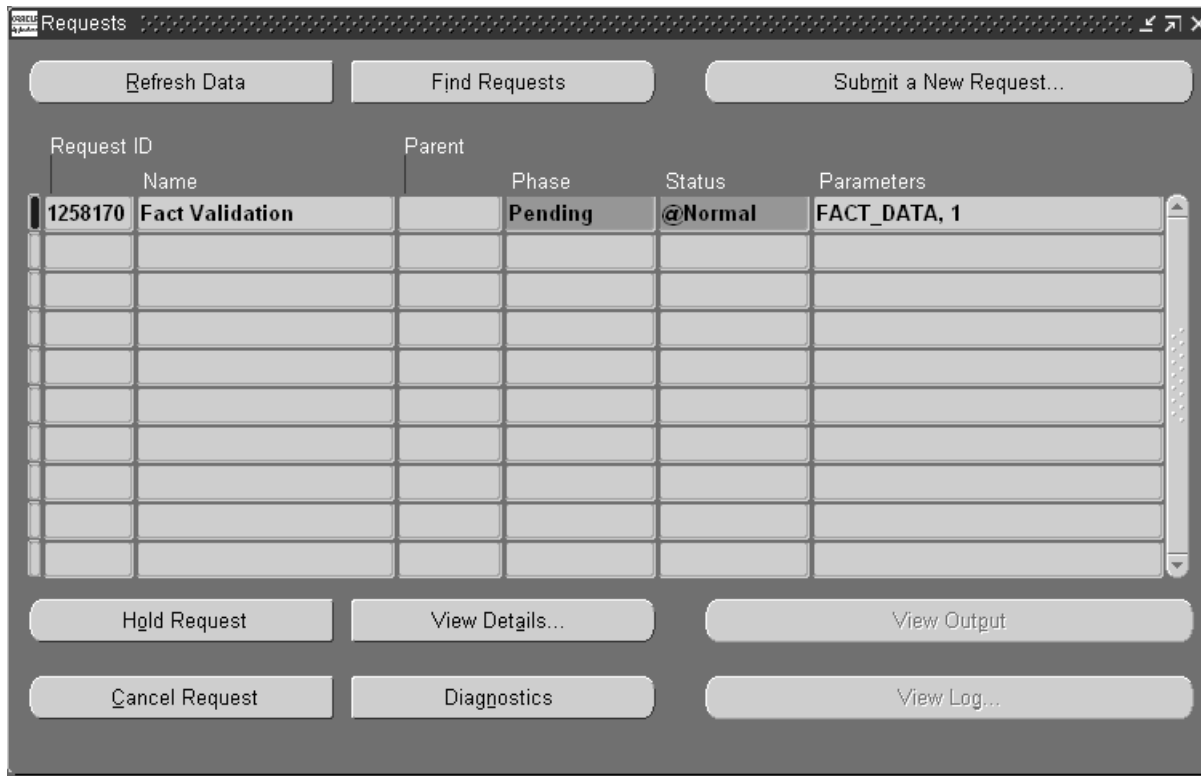 Requests
Refresh Data Find Requests Submit a New Request...
Request ID Parent
Name Phase Status Parameters
1258170 Fact Validation Pending @Normal FACT_DATA, 1
Hold Request View Details... View Output
Cancel Request Diagnostics View Log...